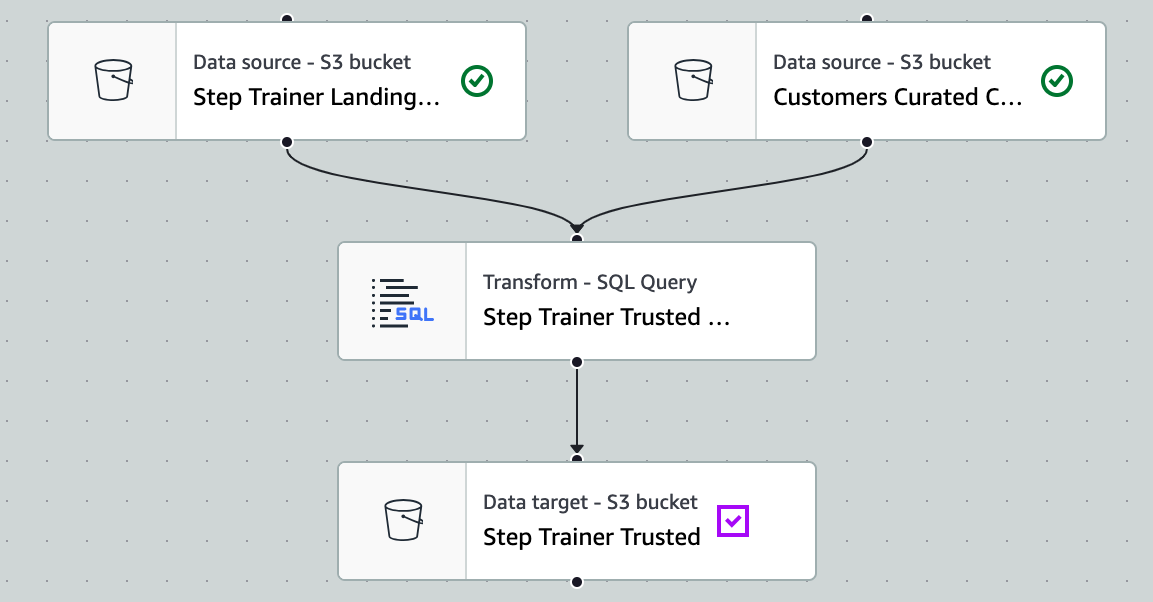 Data source - S3 bucket
Step Trainer Landing...
Data source - S3 bucket
Customers Curated C...
Transform - SQL Query
SQL
Step Trainer Trusted ...
Data target - S3 bucket
Step Trainer Trusted